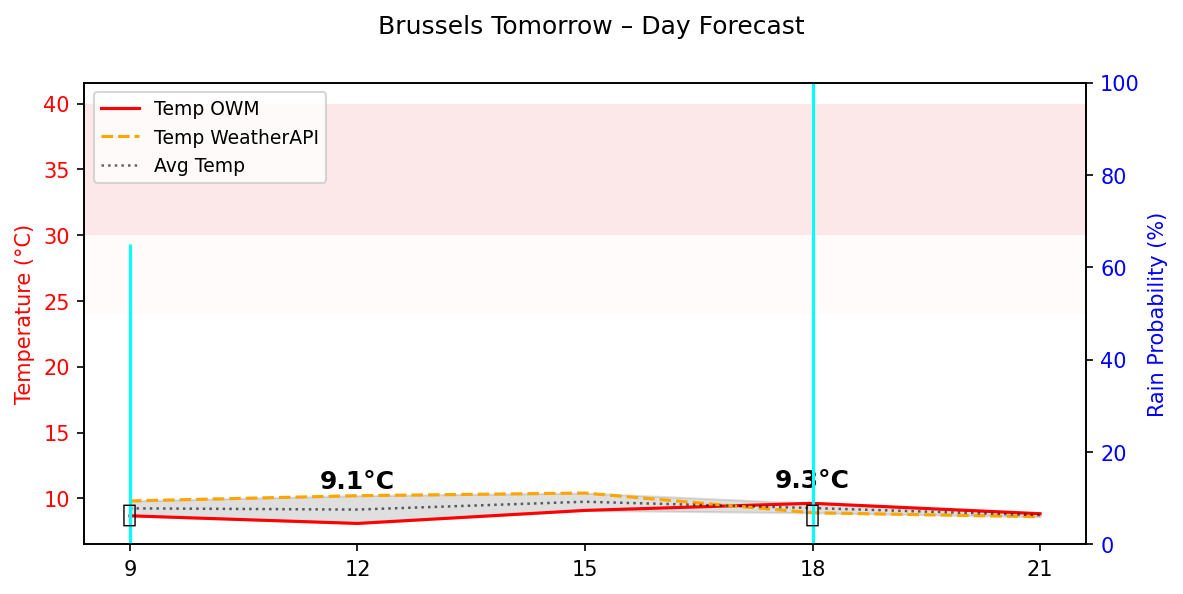 Brussels Tomorrow – Day Forecast
Temp OWM
Temp WeatherAPI
Avg Temp
Temperature (°C)
40
35
30
25
20
15
10
100
80
60
40
20
0
Rain Probability (%)
9.1°C
9.3°C
9
12
15
18
21